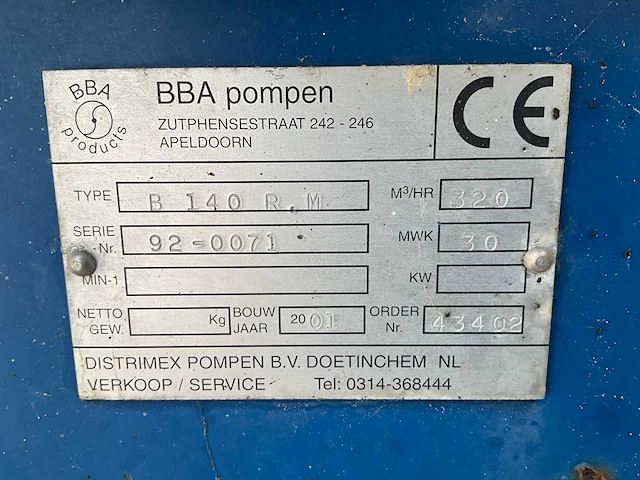 BBA products
BBA pompen
ZUTPHENSESTRAAT 242 - 246
APELDOORN
CE
TYPE B 140 R.M M³/HR 320
SERIE Nr. 92-0071 MWK 30
MIN-1 KW
NETTO GEW. Kg BOUW JAAR 2001 ORDER Nr. 43402
DISTRIMEX POMPEN B.V. DOETINCHEM NL
VERKOOP / SERVICE Tel: 0314-368444